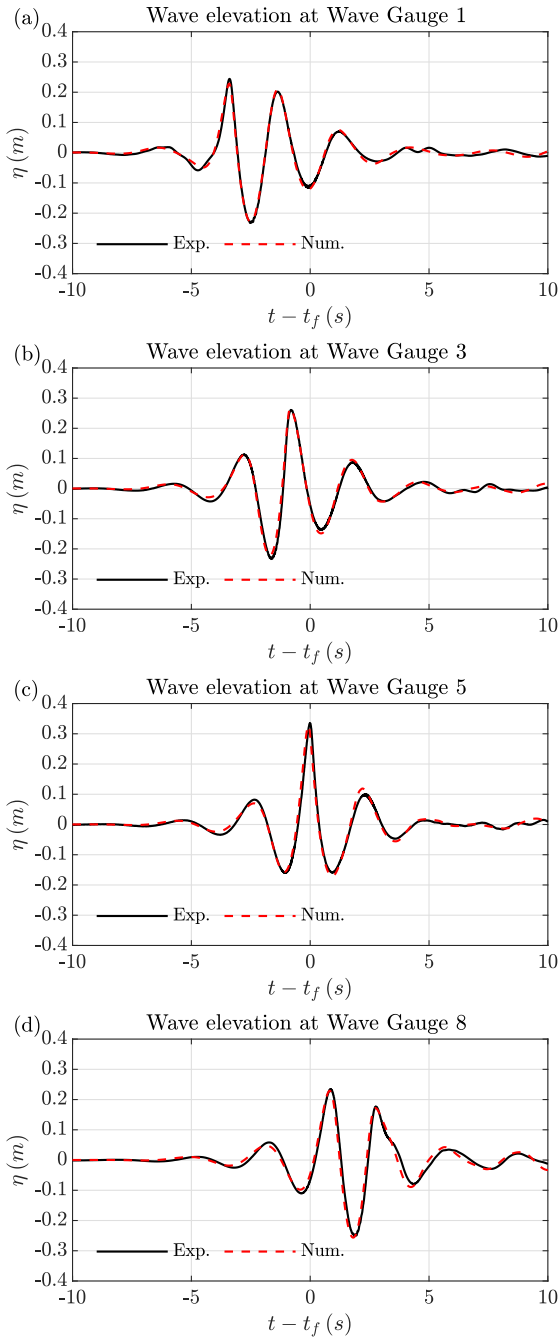 (a) Wave elevation at Wave Gauge 1
0.4
0.3
0.2
0.1
0
-0.1
-0.2
-0.3
-0.4
η (m)
Exp. Num.
-10 -5 0 5 10
t − t_f (s)
(b) Wave elevation at Wave Gauge 3
0.4
0.3
0.2
0.1
0
-0.1
-0.2
-0.3
-0.4
η (m)
Exp. Num.
-10 -5 0 5 10
t − t_f (s)
(c) Wave elevation at Wave Gauge 5
0.4
0.3
0.2
0.1
0
-0.1
-0.2
-0.3
-0.4
η (m)
Exp. Num.
-10 -5 0 5 10
t − t_f (s)
(d) Wave elevation at Wave Gauge 8
0.4
0.3
0.2
0.1
0
-0.1
-0.2
-0.3
-0.4
η (m)
Exp. Num.
-10 -5 0 5 10
t − t_f (s)